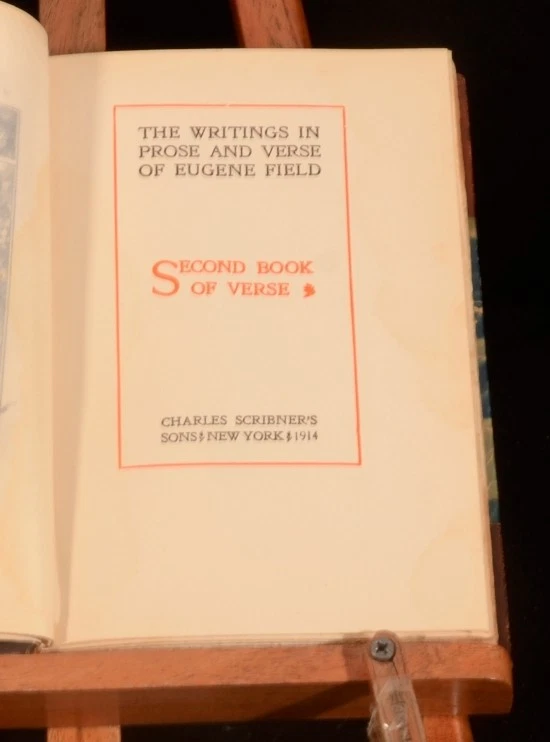 THE WRITINGS IN
PROSE AND VERSE
OF EUGENE FIELD
SECOND BOOK
OF VERSE
CHARLES SCRIBNER'S
SONS NEW YORK 1914